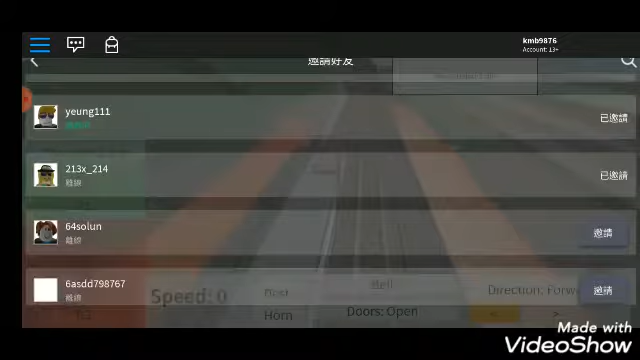 kmb9876
Account: 13+
邀請好友
yeung111
已邀請
213x_214
離線
已邀請
64solun
離線
邀請
6asdd798767
離線
邀請
Speed: 0
Bell
Direction: Forw
Horn
Doors: Open
<
>
Made with
VideoShow